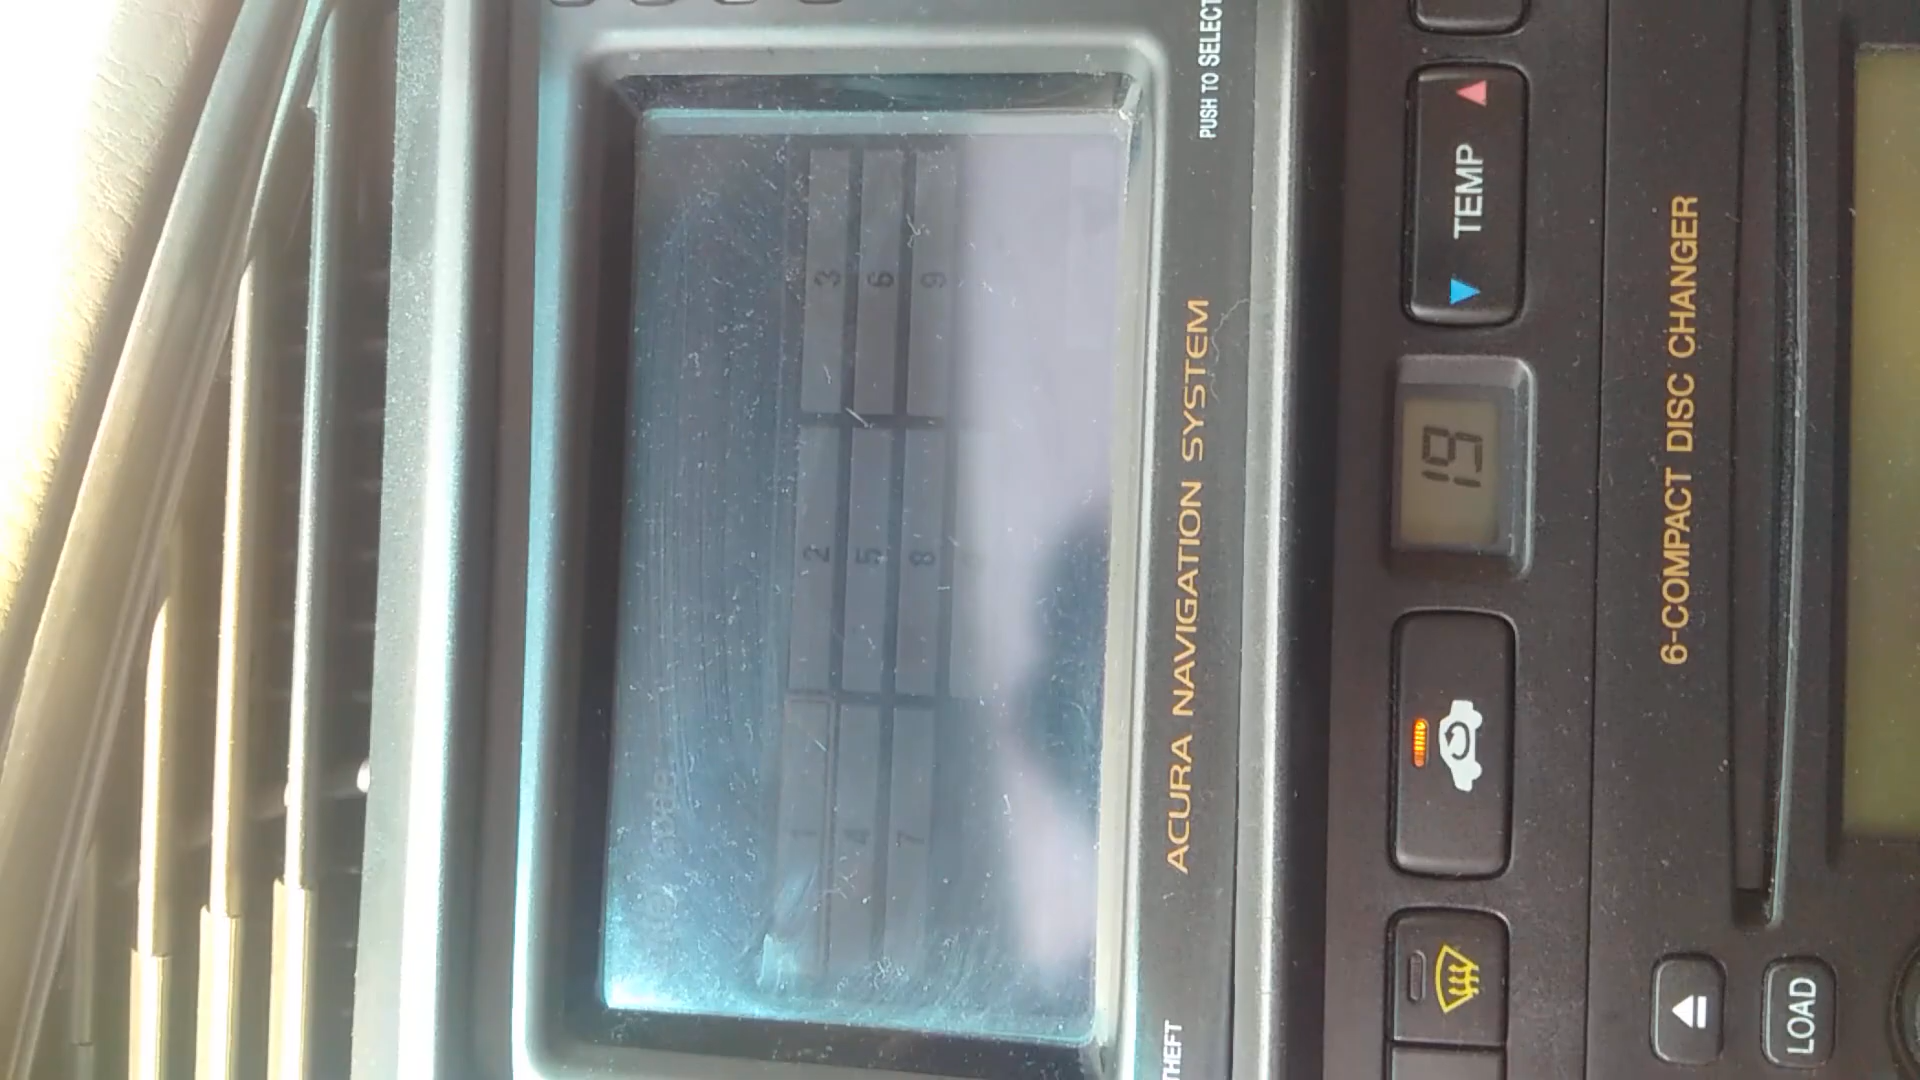 1 2 3
4 5 6
7 8 9
THEFT
ACURA NAVIGATION SYSTEM
PUSH TO SELECT
19
TEMP
6-COMPACT DISC CHANGER
LOAD